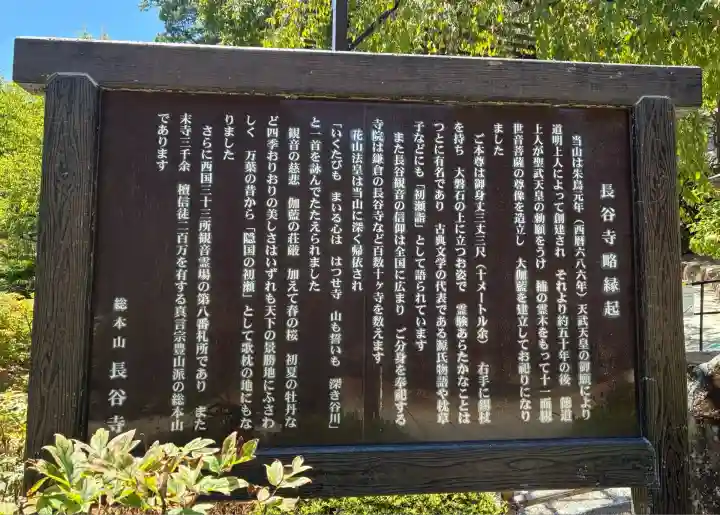 長谷寺略縁起
当山は朱鳥元年（西暦六八六年）天武天皇の御願により
道明上人によって創建され　それより約五十年の後　徳道
上人が聖武天皇の勅願をうけ　楠の霊木をもって十一面観
世音菩薩の尊像を造立し　大伽藍を建立してお祀りになり
ました
ご本尊は御身丈三丈三尺（十メートル余）　右手に錫杖
を持ち　大磐石の上に立つお姿で　霊験あらたかなことは
つとに有名であり　古典文学の代表である源氏物語や枕草
子などにも「初瀬詣」として語られています
また長谷観音の信仰は全国に広まり　ご分身を奉祀する
寺院は鎌倉の長谷寺など百数十ヶ寺を数えます
花山法皇は当山に深く帰依され
「いくたびも　まいる心は　はつせ寺　山も誓いも　深き谷川」
と一首を詠んでたたえられました
観音の慈悲　伽藍の荘厳　加えて春の桜　初夏の牡丹な
ど四季おりおりの美しさはいずれも天下の景勝地にふさわ
しく　万葉の昔から「隠国の初瀬」として歌枕の地にもな
りました
さらに西国三十三所観音霊場の第八番札所であり　また
末寺三千余　檀信徒二百万を有する真言宗豊山派の総本山
であります
総本山　長谷寺